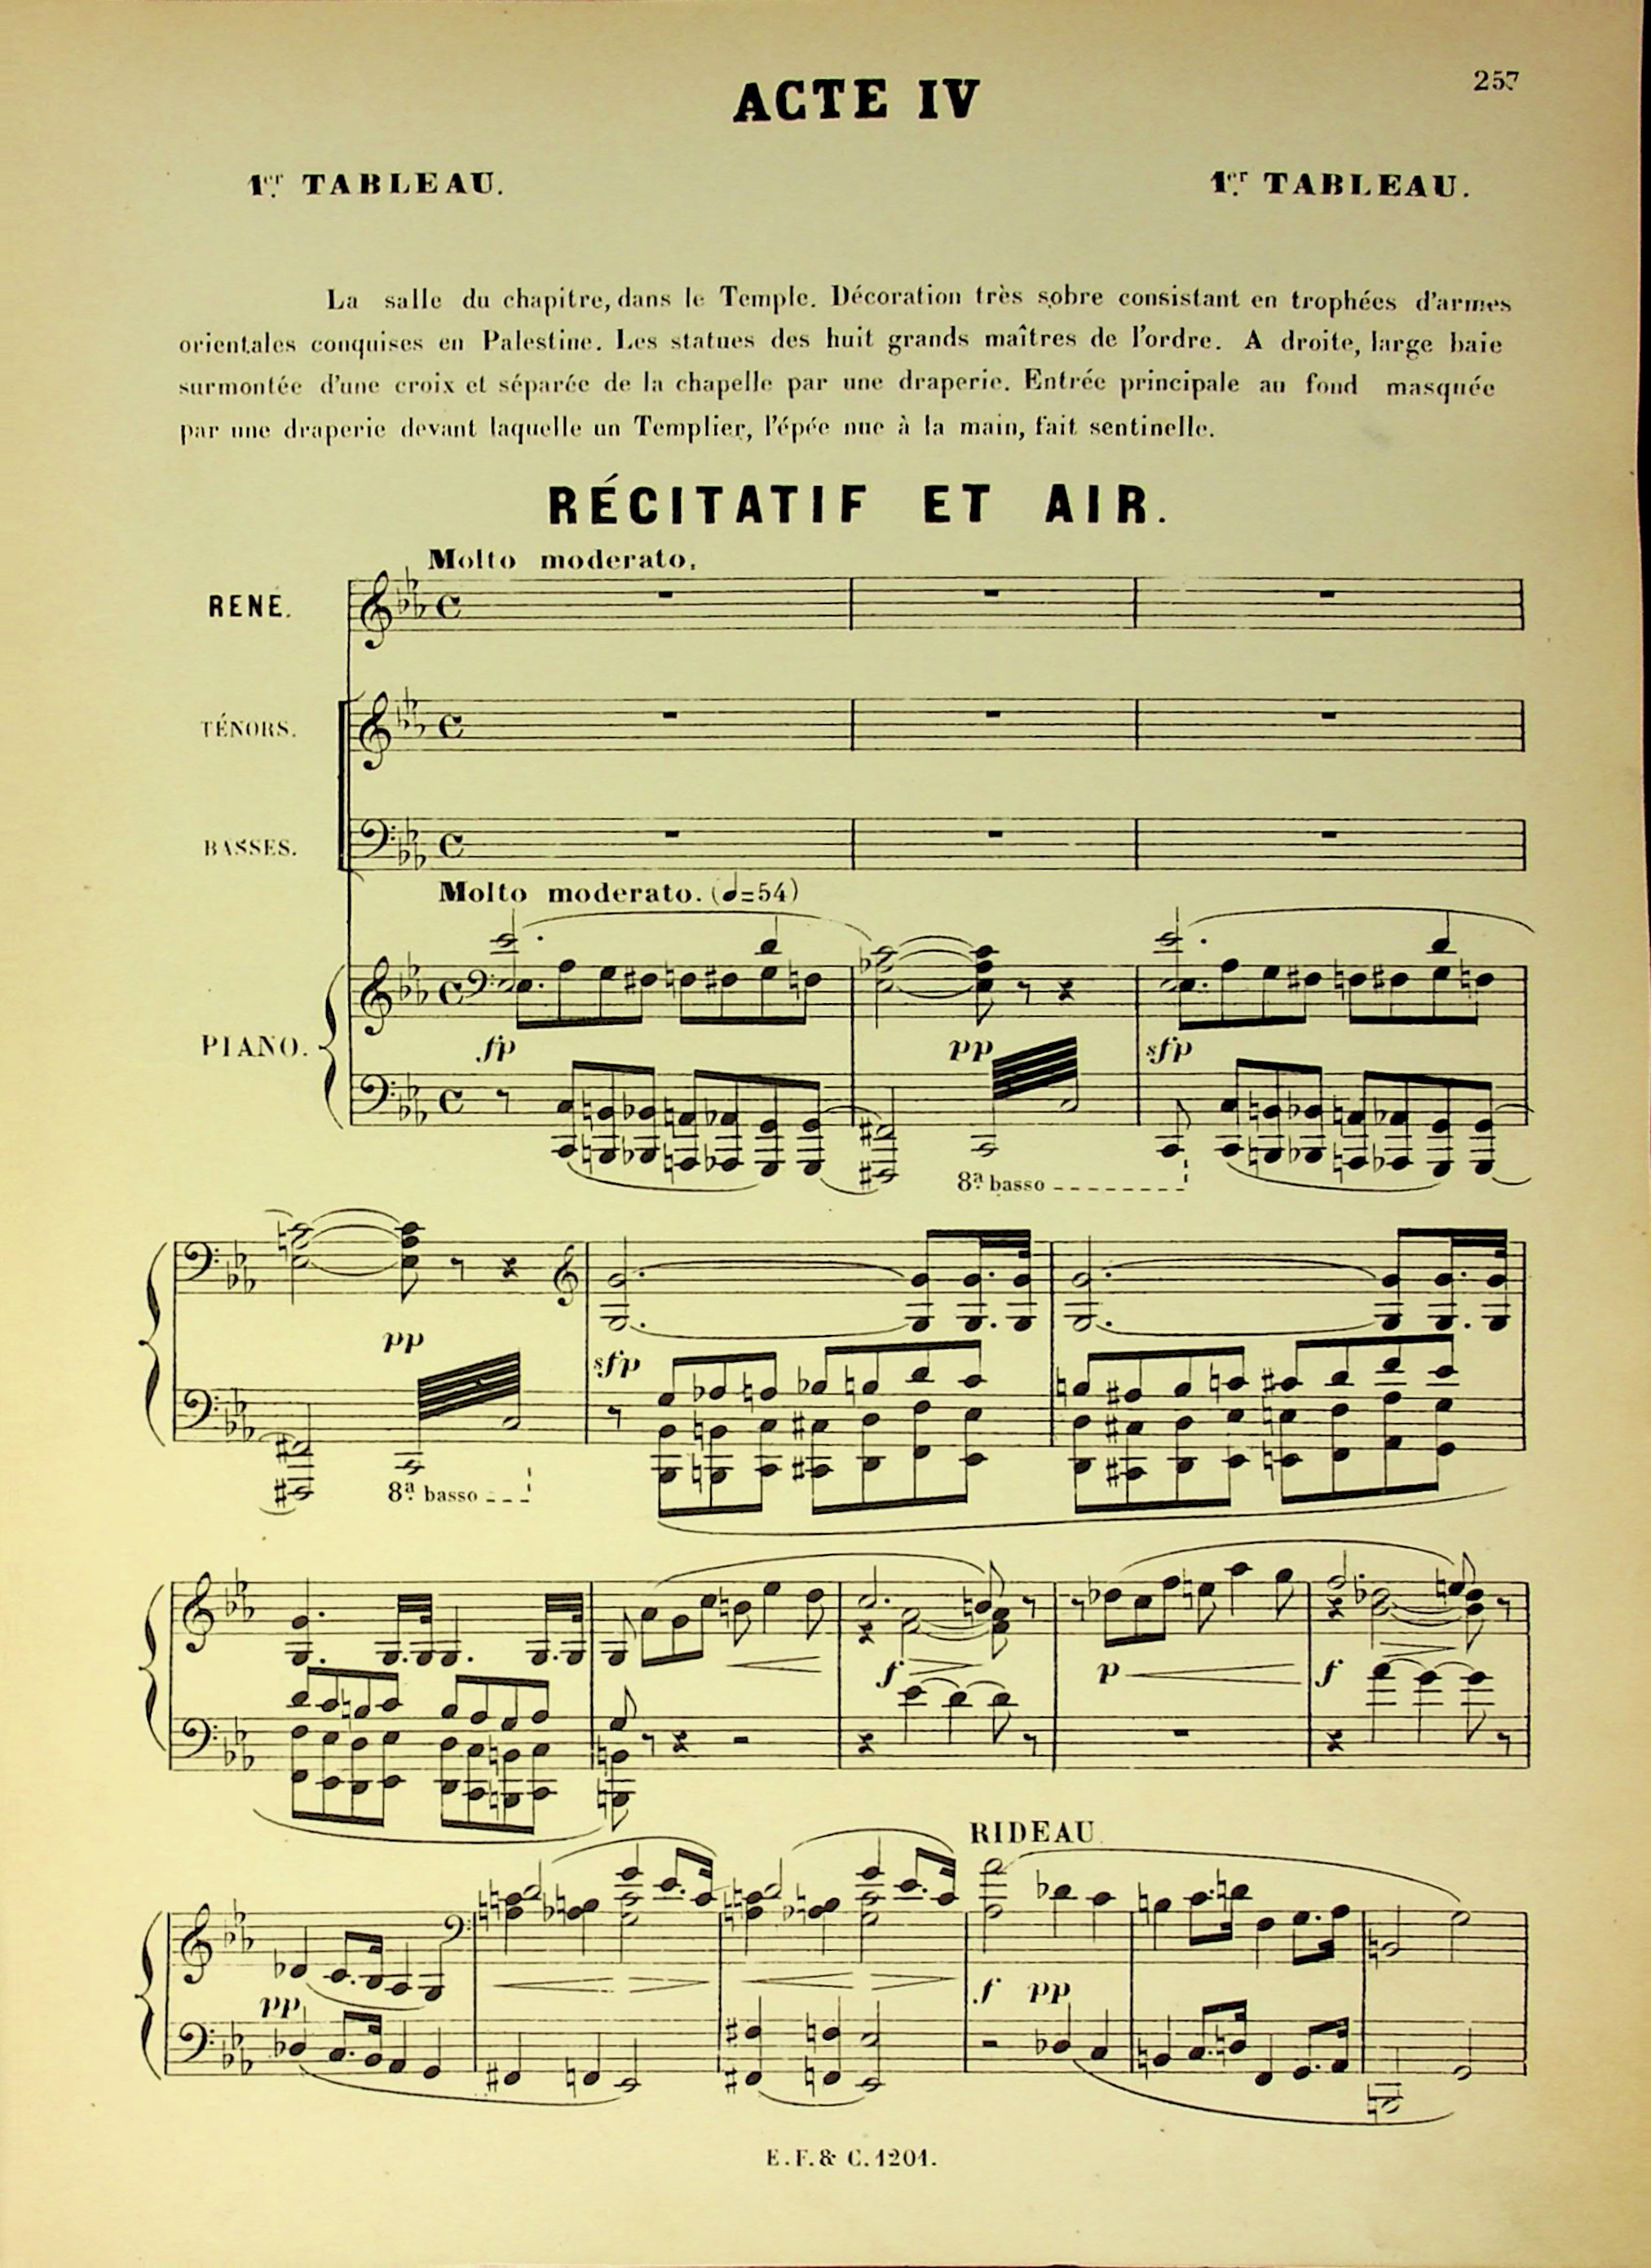 257
ACTE IV
1er TABLEAU. 1er TABLEAU.
La salle du chapitre, dans le Temple. Décoration très sobre consistant en trophées d'armes
orientales conquises en Palestine. Les statues des huit grands maîtres de l'ordre. A droite, large baie
surmontée d'une croix et séparée de la chapelle par une draperie. Entrée principale au fond masquée
par une draperie devant laquelle un Templier, l'épée nue à la main, fait sentinelle.
RÉCITATIF ET AIR.
Molto moderato.
RENÉ.
TÉNORS.
BASSES.
Molto moderato. (♩=54)
PIANO.
fp pp sfp
8a basso
pp sfp
8a basso
f p f
RIDEAU
pp f pp
E. F. & C. 1201.